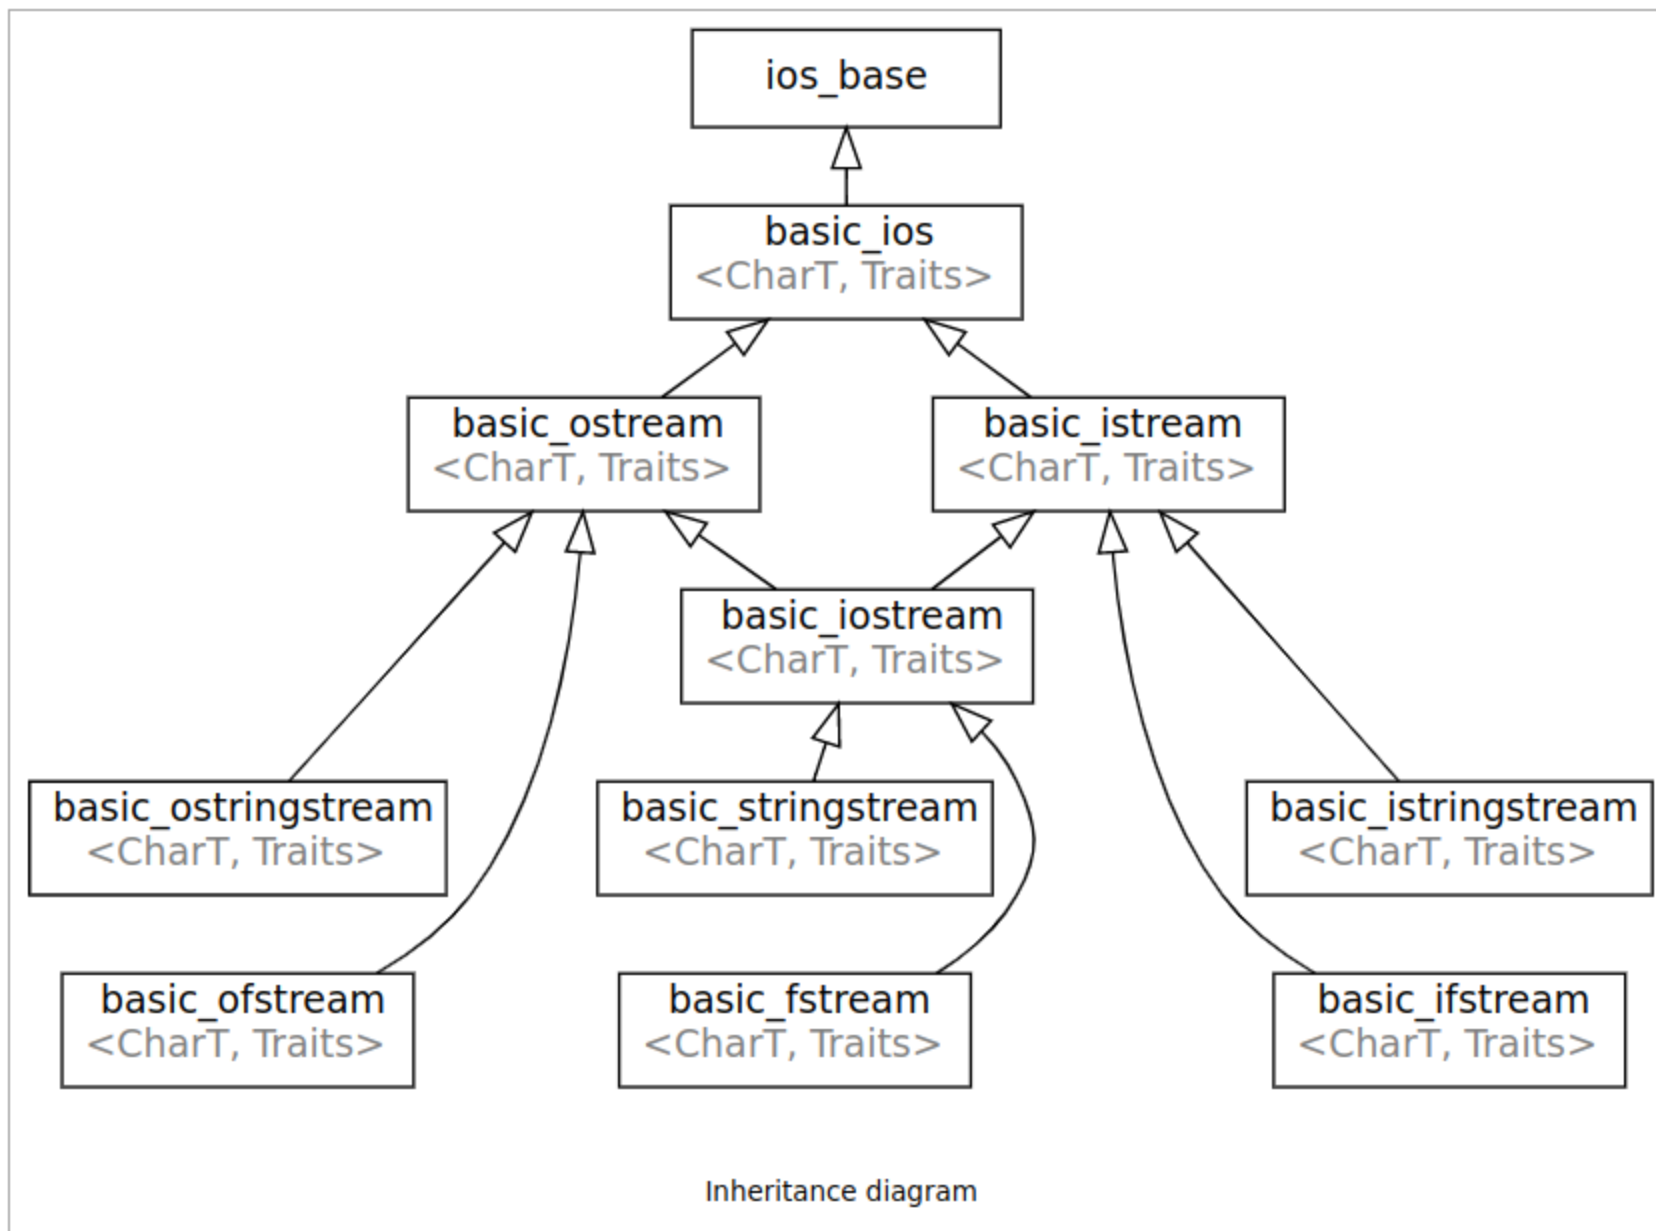 ios_base
basic_ios
<CharT, Traits>
basic_ostream
<CharT, Traits>
basic_istream
<CharT, Traits>
basic_iostream
<CharT, Traits>
basic_ostringstream
<CharT, Traits>
basic_stringstream
<CharT, Traits>
basic_istringstream
<CharT, Traits>
basic_ofstream
<CharT, Traits>
basic_fstream
<CharT, Traits>
basic_ifstream
<CharT, Traits>
Inheritance diagram